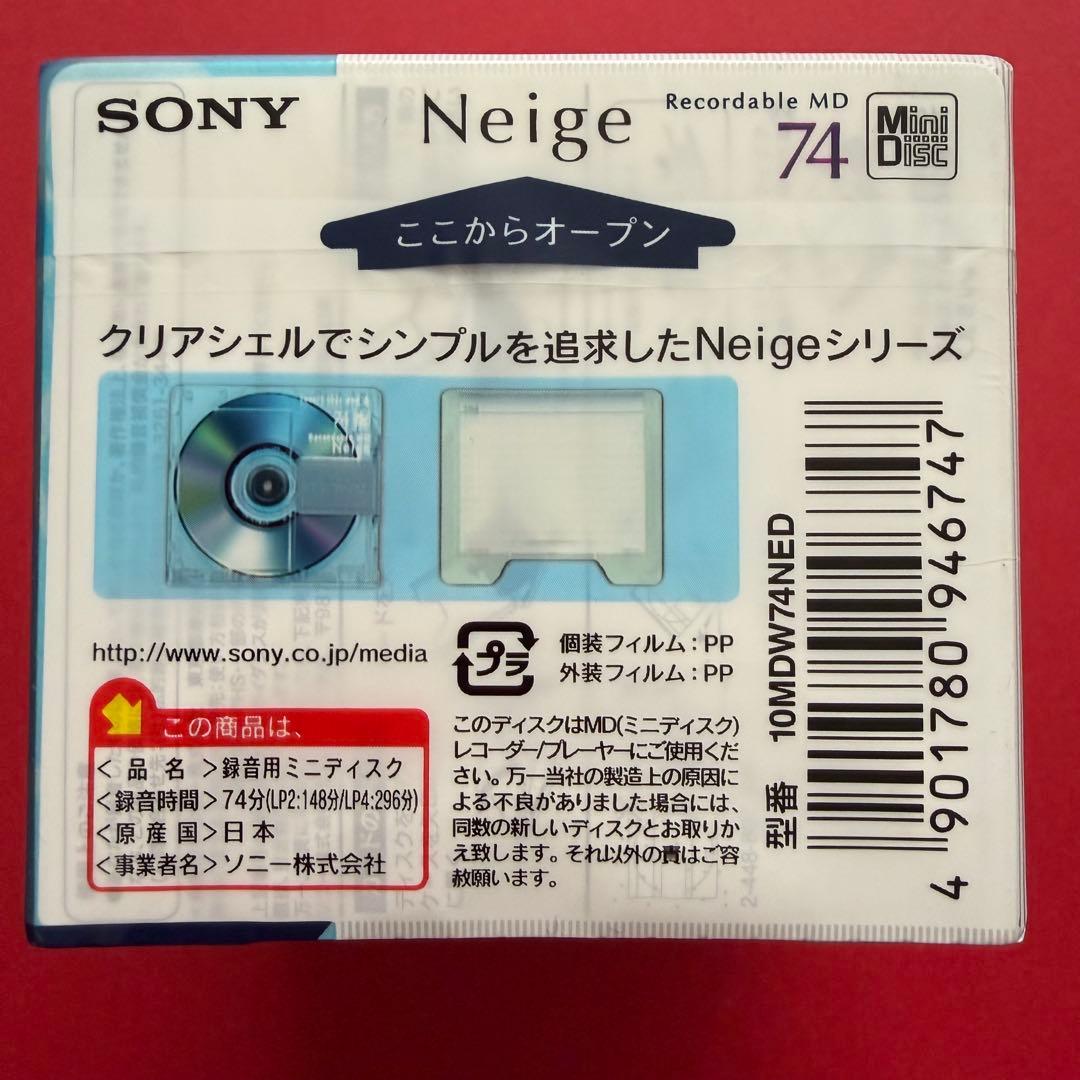 SONY
Neige
Recordable MD
74
Mini
Disc
ここからオープン
クリアシェルでシンプルを追求したNeigeシリーズ
http://www.sony.co.jp/media
プラ
個装フィルム:PP
外装フィルム:PP
この商品は、
<品名>録音用ミニディスク
<録音時間>74分(LP2:148分/LP4:296分)
<原産国>日本
<事業者名>ソニー株式会社
このディスクはMD(ミニディスク)
レコーダー/プレーヤーにご使用くだ
さい。万一当社の製造上の原因に
よる不良がありました場合には、
同数の新しいディスクとお取りか
え致します。それ以外の責はご容
赦願います。
型番 10MDW74NED
4 901780 946747